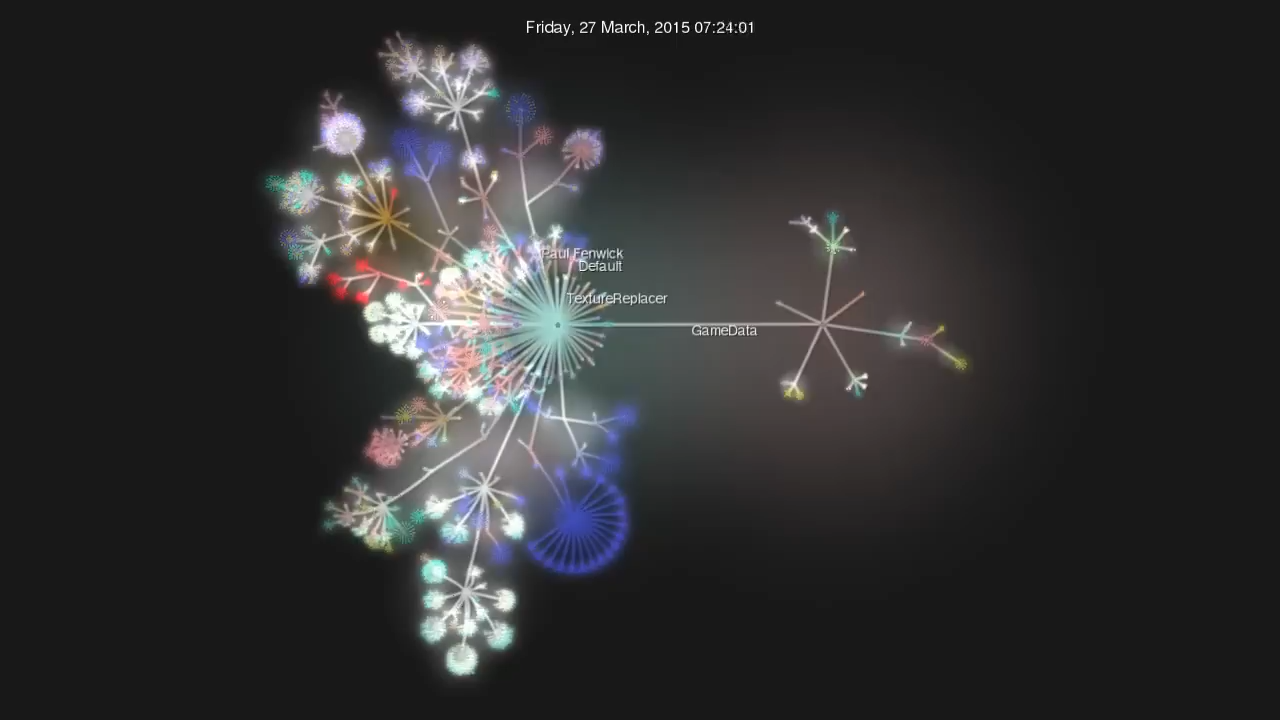 Friday, 27 March, 2015 07:24:01
Paul Fenwick
Default
TextureReplacer
GameData